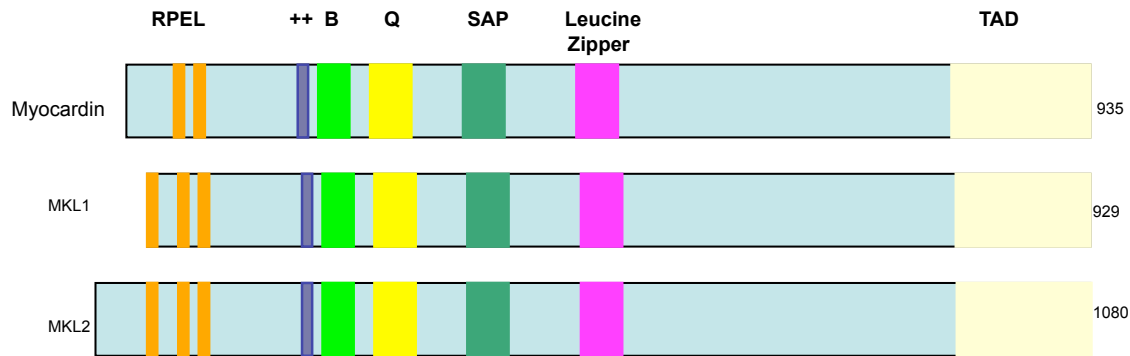 RPEL ++ B Q SAP Leucine TAD
Zipper
Myocardin 935
MKL1 929
MKL2 1080